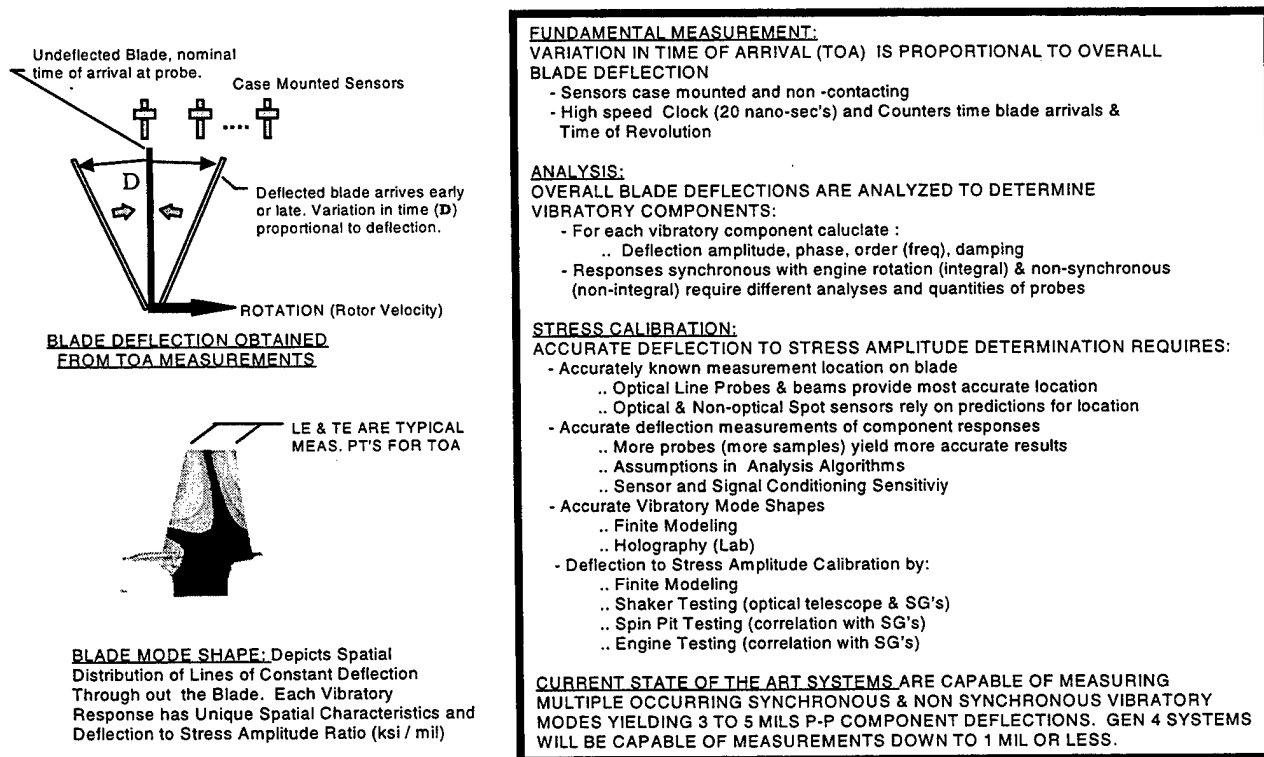 Undeflected Blade, nominal
time of arrival at probe.
Case Mounted Sensors
....
D
Deflected blade arrives early
or late. Variation in time (D)
proportional to deflection.
ROTATION (Rotor Velocity)
BLADE DEFLECTION OBTAINED
FROM TOA MEASUREMENTS
LE & TE ARE TYPICAL
MEAS. PT'S FOR TOA
BLADE MODE SHAPE: Depicts Spatial
Distribution of Lines of Constant Deflection
Through out the Blade. Each Vibratory
Response has Unique Spatial Characteristics and
Deflection to Stress Amplitude Ratio (ksi / mil)
FUNDAMENTAL MEASUREMENT:
VARIATION IN TIME OF ARRIVAL (TOA) IS PROPORTIONAL TO OVERALL
BLADE DEFLECTION
- Sensors case mounted and non -contacting
- High speed Clock (20 nano-sec's) and Counters time blade arrivals &
Time of Revolution
ANALYSIS:
OVERALL BLADE DEFLECTIONS ARE ANALYZED TO DETERMINE
VIBRATORY COMPONENTS:
- For each vibratory component caluclate :
.. Deflection amplitude, phase, order (freq), damping
- Responses synchronous with engine rotation (integral) & non-synchronous
(non-integral) require different analyses and quantities of probes
STRESS CALIBRATION:
ACCURATE DEFLECTION TO STRESS AMPLITUDE DETERMINATION REQUIRES:
- Accurately known measurement location on blade
.. Optical Line Probes & beams provide most accurate location
.. Optical & Non-optical Spot sensors rely on predictions for location
- Accurate deflection measurements of component responses
.. More probes (more samples) yield more accurate results
.. Assumptions in Analysis Algorithms
.. Sensor and Signal Conditioning Sensitiviy
- Accurate Vibratory Mode Shapes
.. Finite Modeling
.. Holography (Lab)
- Deflection to Stress Amplitude Calibration by:
.. Finite Modeling
.. Shaker Testing (optical telescope & SG's)
.. Spin Pit Testing (correlation with SG's)
.. Engine Testing (correlation with SG's)
CURRENT STATE OF THE ART SYSTEMS ARE CAPABLE OF MEASURING
MULTIPLE OCCURRING SYNCHRONOUS & NON SYNCHRONOUS VIBRATORY
MODES YIELDING 3 TO 5 MILS P-P COMPONENT DEFLECTIONS. GEN 4 SYSTEMS
WILL BE CAPABLE OF MEASUREMENTS DOWN TO 1 MIL OR LESS.